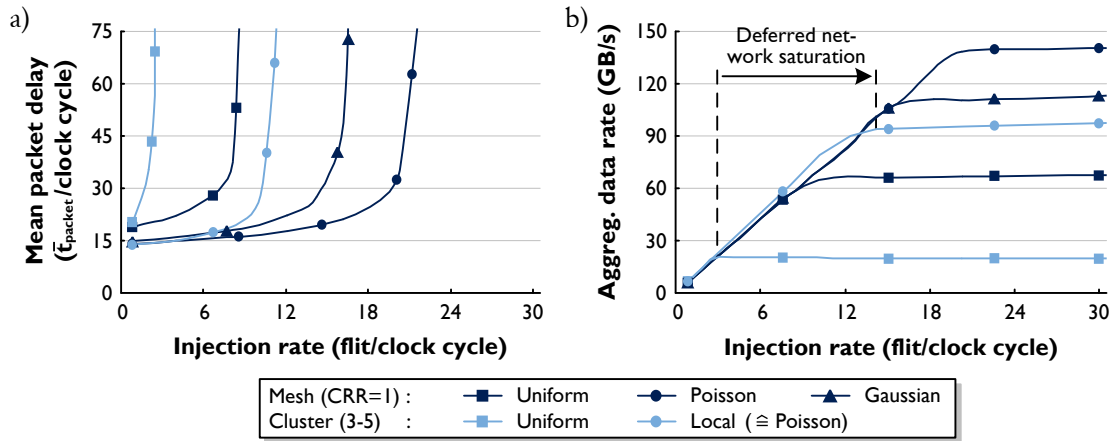 a)
Mean packet delay
(t̄packet/clock cycle)
75
60
45
30
15
0
0 6 12 18 24 30
Injection rate (flit/clock cycle)
b)
Aggreg. data rate (GB/s)
150
120
90
60
30
0
Deferred net-
work saturation
0 6 12 18 24 30
Injection rate (flit/clock cycle)
Mesh (CRR=1) : Uniform Poisson Gaussian
Cluster (3-5) : Uniform Local (≙ Poisson)